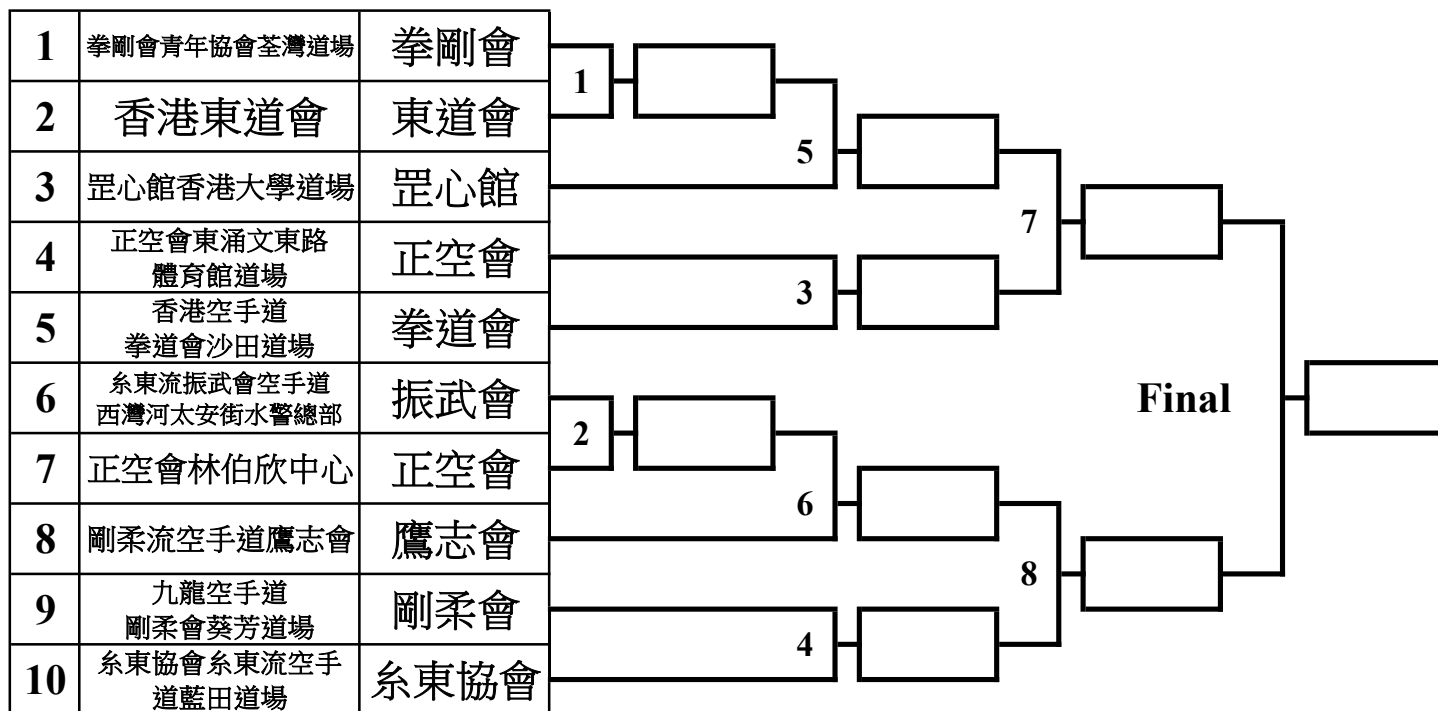 1 拳剛會青年協會荃灣道場 拳剛會
2 香港東道會 東道會
3 罡心館香港大學道場 罡心館
4 正空會東涌文東路
體育館道場 正空會
5 香港空手道
拳道會沙田道場 拳道會
6 糸東流振武會空手道
西灣河太安街水警總部 振武會
7 正空會林伯欣中心 正空會
8 剛柔流空手道鷹志會 鷹志會
9 九龍空手道
剛柔會葵芳道場 剛柔會
10 糸東協會糸東流空手
道藍田道場 糸東協會
1
5
7
3
Final
2
6
8
4